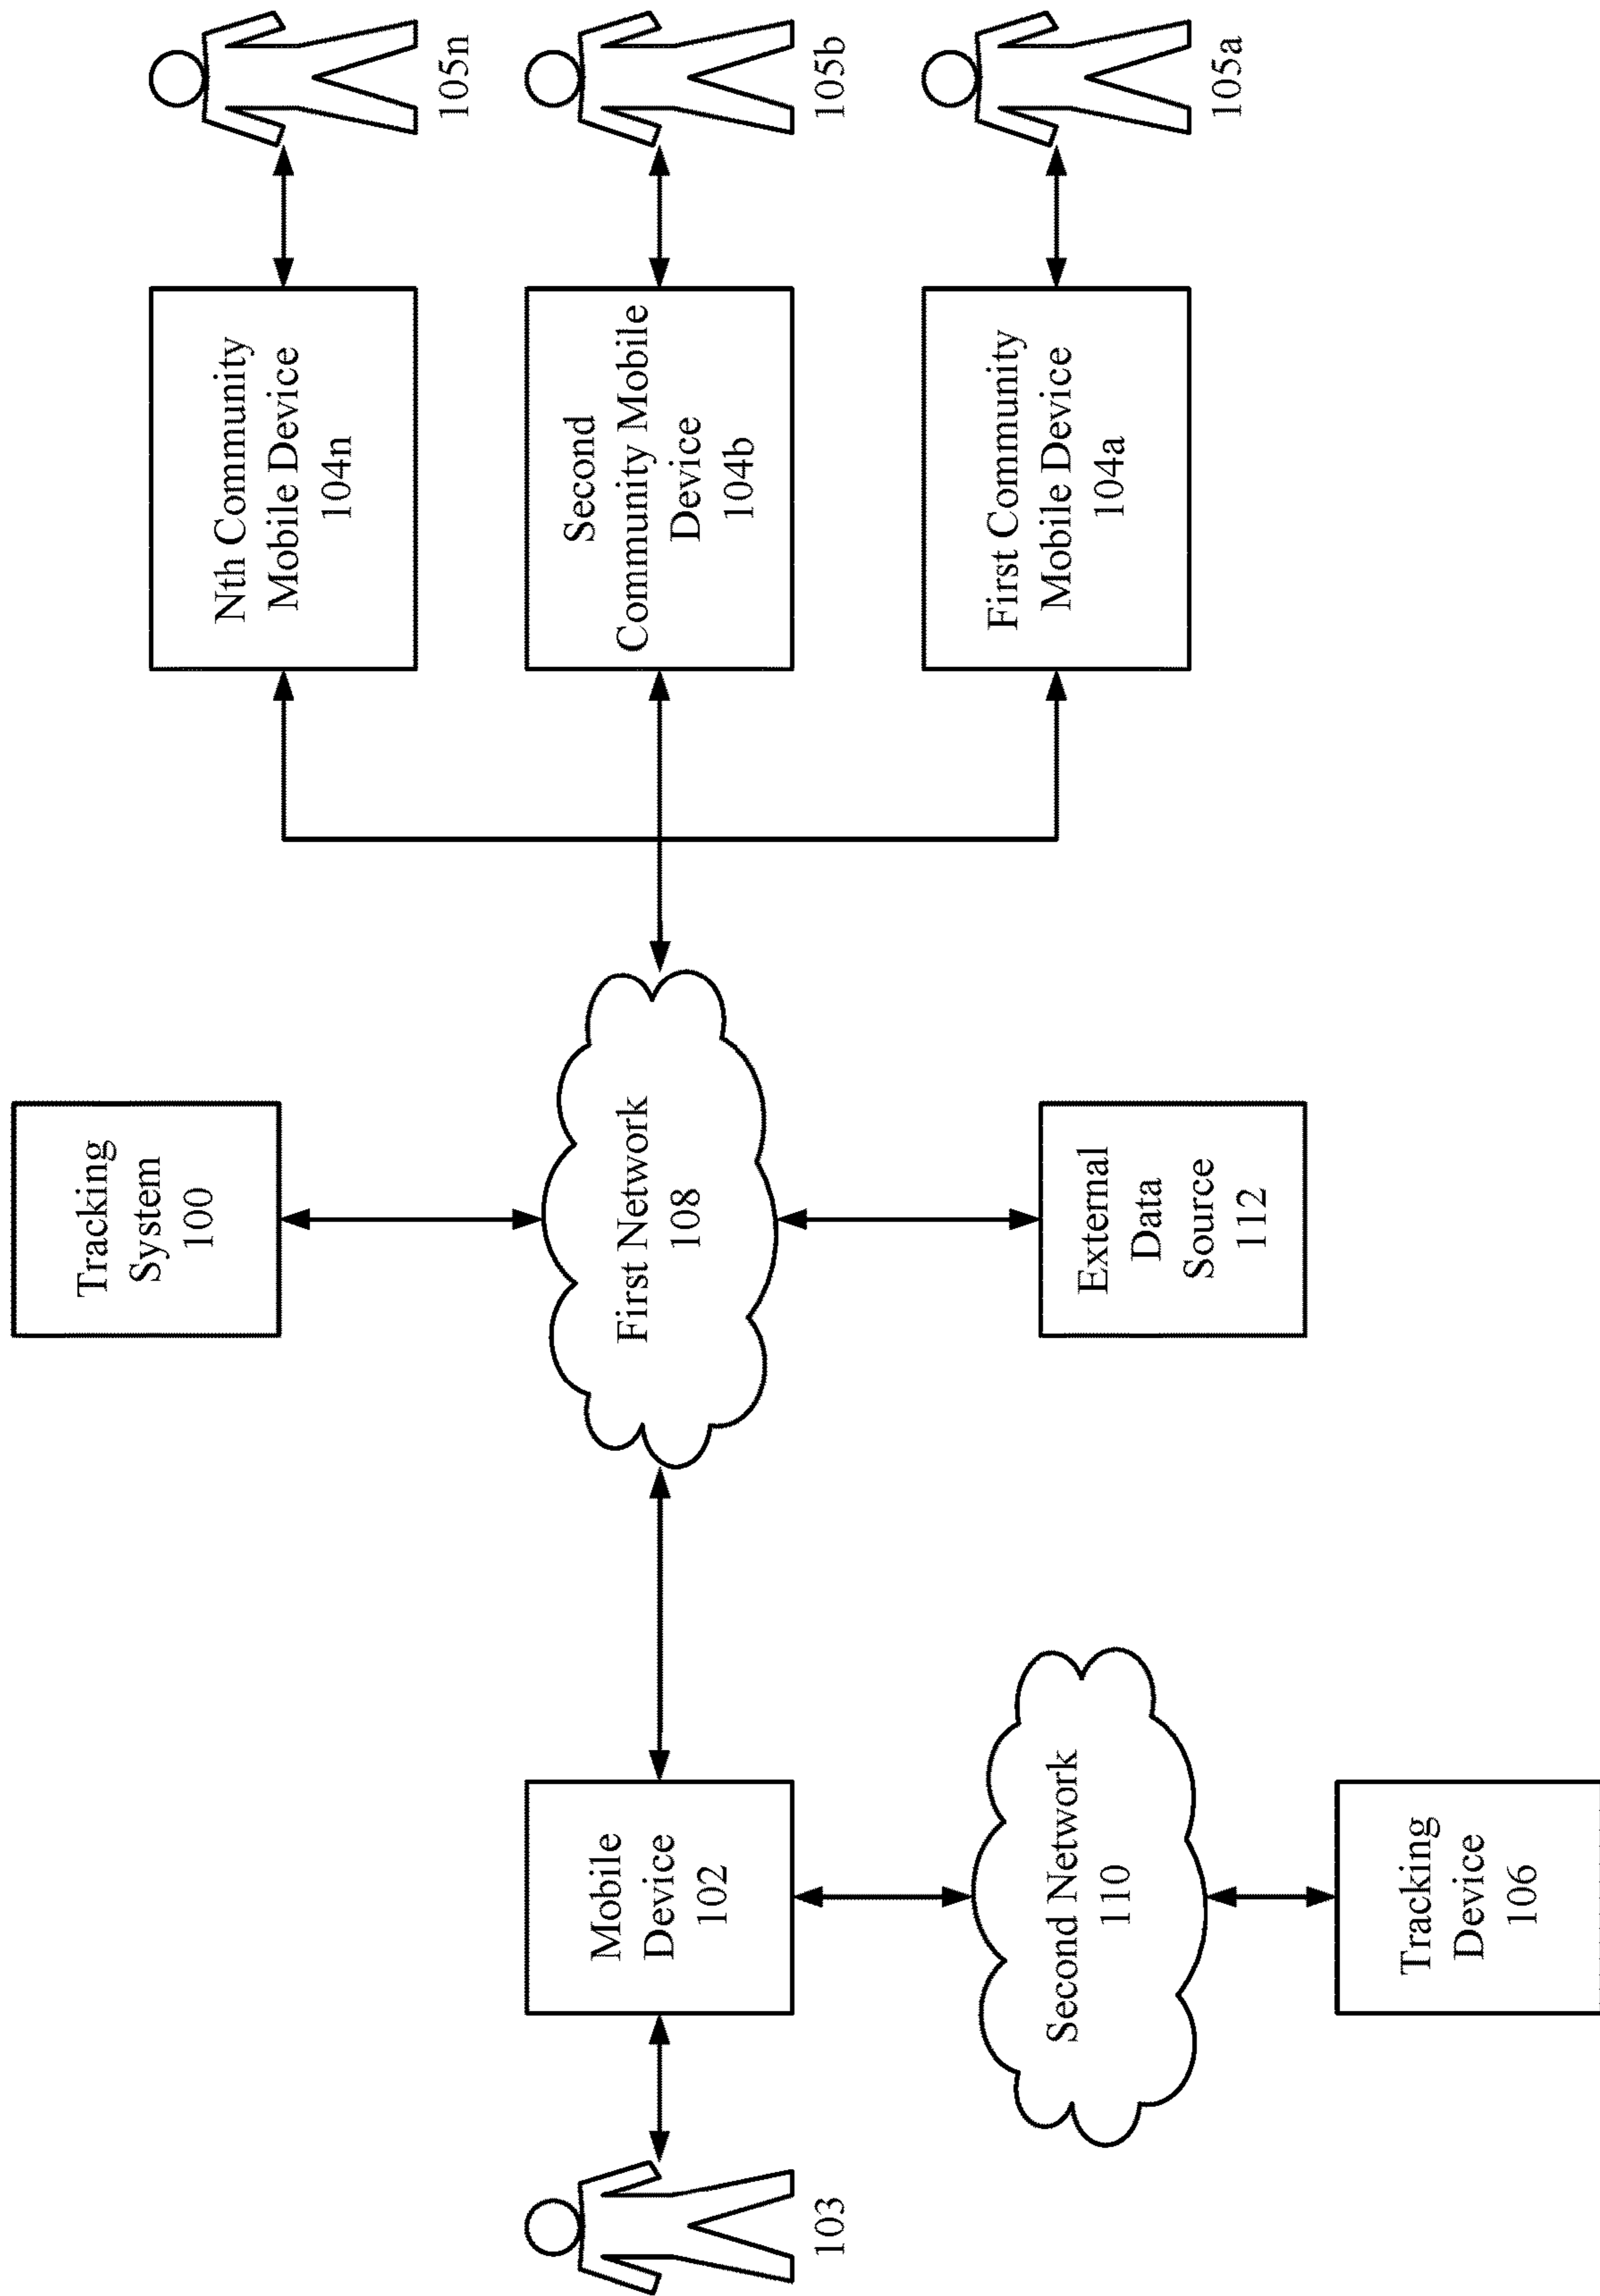 Tracking
System
100
Nth Community
Mobile Device
104n
105n
103
Mobile
Device
102
First Network
108
Second
Community Mobile
Device
104b
105b
Second Network
110
External
Data
Source
112
First Community
Mobile Device
104a
105a
Tracking
Device
106